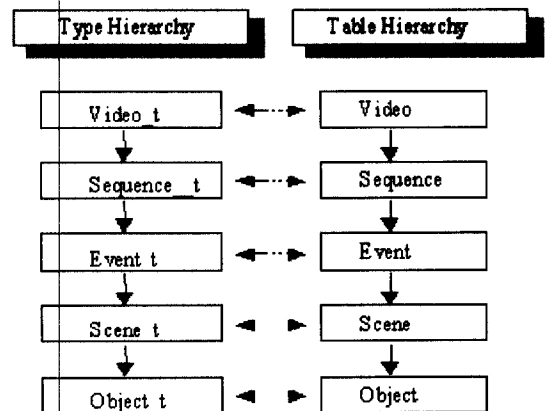 Type Hierarchy
Table Hierarchy
Video_t
Video
Sequence_t
Sequence
Event t
Event
Scene t
Scene
Object t
Object